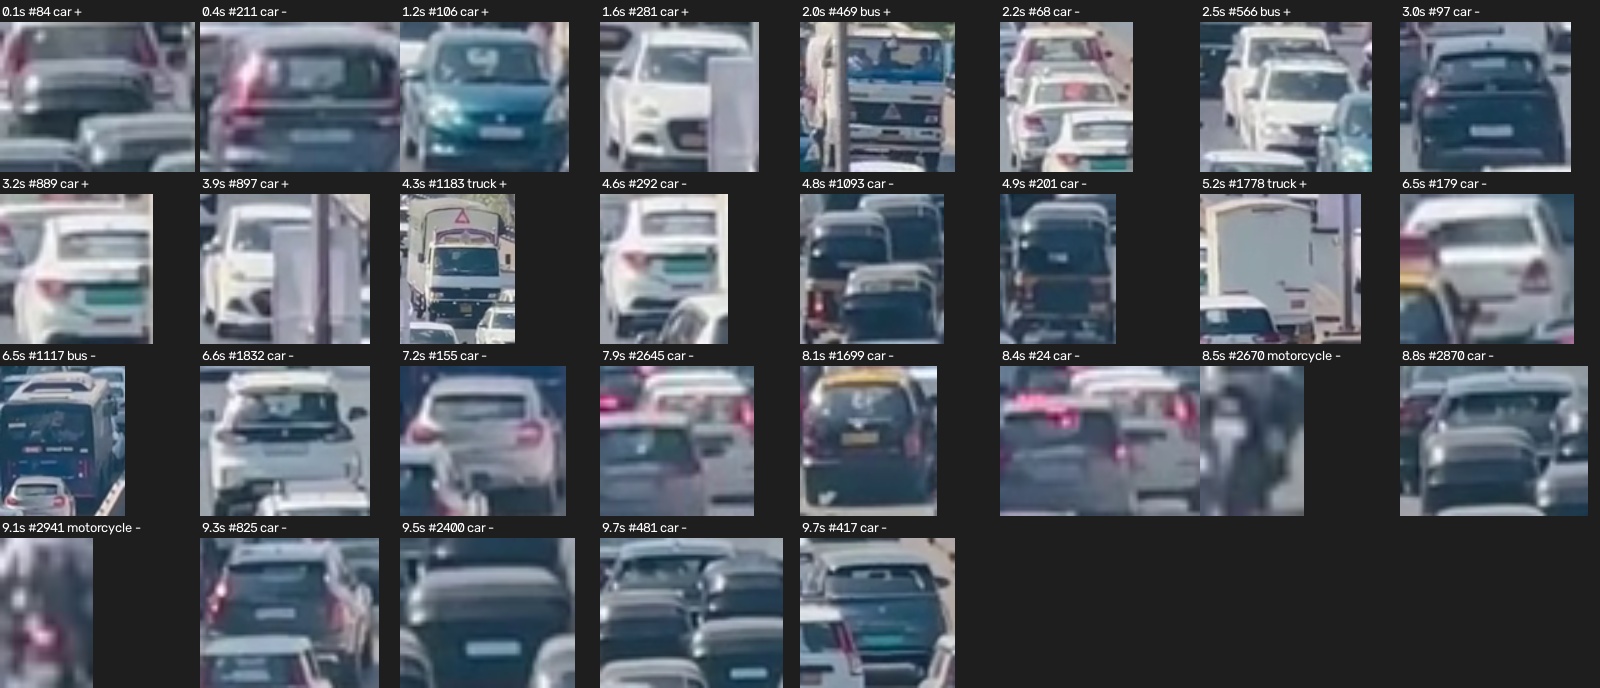 0.1s #84 car +
0.4s #211 car -
1.2s #106 car +
1.6s #281 car +
2.0s #469 bus +
2.2s #68 car -
2.5s #566 bus +
3.0s #97 car -
3.2s #889 car +
3.9s #897 car +
4.3s #1183 truck +
4.6s #292 car -
4.8s #1093 car -
4.9s #201 car -
5.2s #1778 truck +
6.5s #179 car -
6.5s #1117 bus -
6.6s #1832 car -
7.2s #155 car -
7.9s #2645 car -
8.1s #1699 car -
8.4s #24 car -
8.5s #2670 motorcycle -
8.8s #2870 car -
9.1s #2941 motorcycle -
9.3s #825 car -
9.5s #2400 car -
9.7s #481 car -
9.7s #417 car -